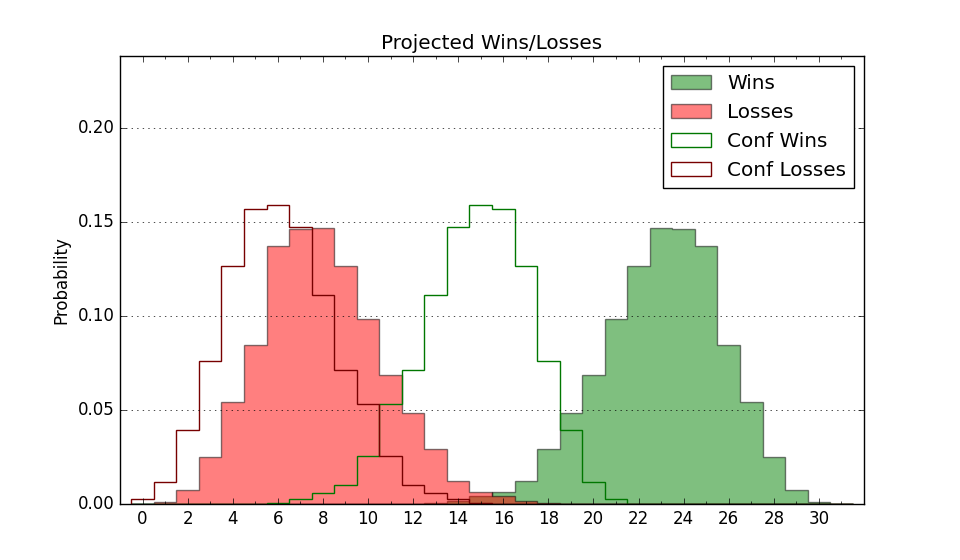 Projected Wins/Losses
Wins
Losses
Conf Wins
Conf Losses
Probability
0.20
0.15
0.10
0.05
0.00
0 2 4 6 8 10 12 14 16 18 20 22 24 26 28 30